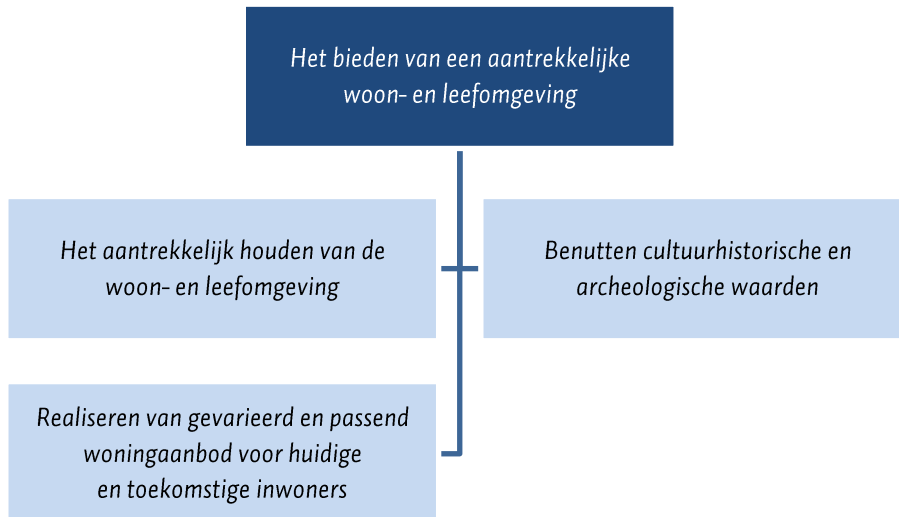 Het bieden van een aantrekkelijke
woon- en leefomgeving
Het aantrekkelijk houden van de
woon- en leefomgeving
Benutten cultuurhistorische en
archeologische waarden
Realiseren van gevarieerd en passend
woningaanbod voor huidige
en toekomstige inwoners